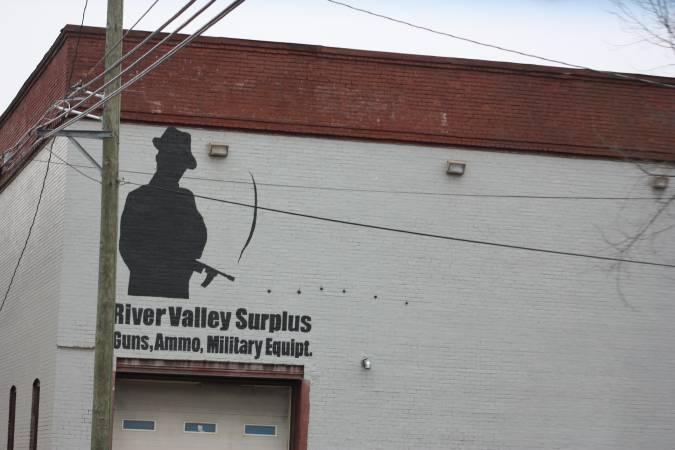 River Valley Surplus
Guns, Ammo, Military Equipt.